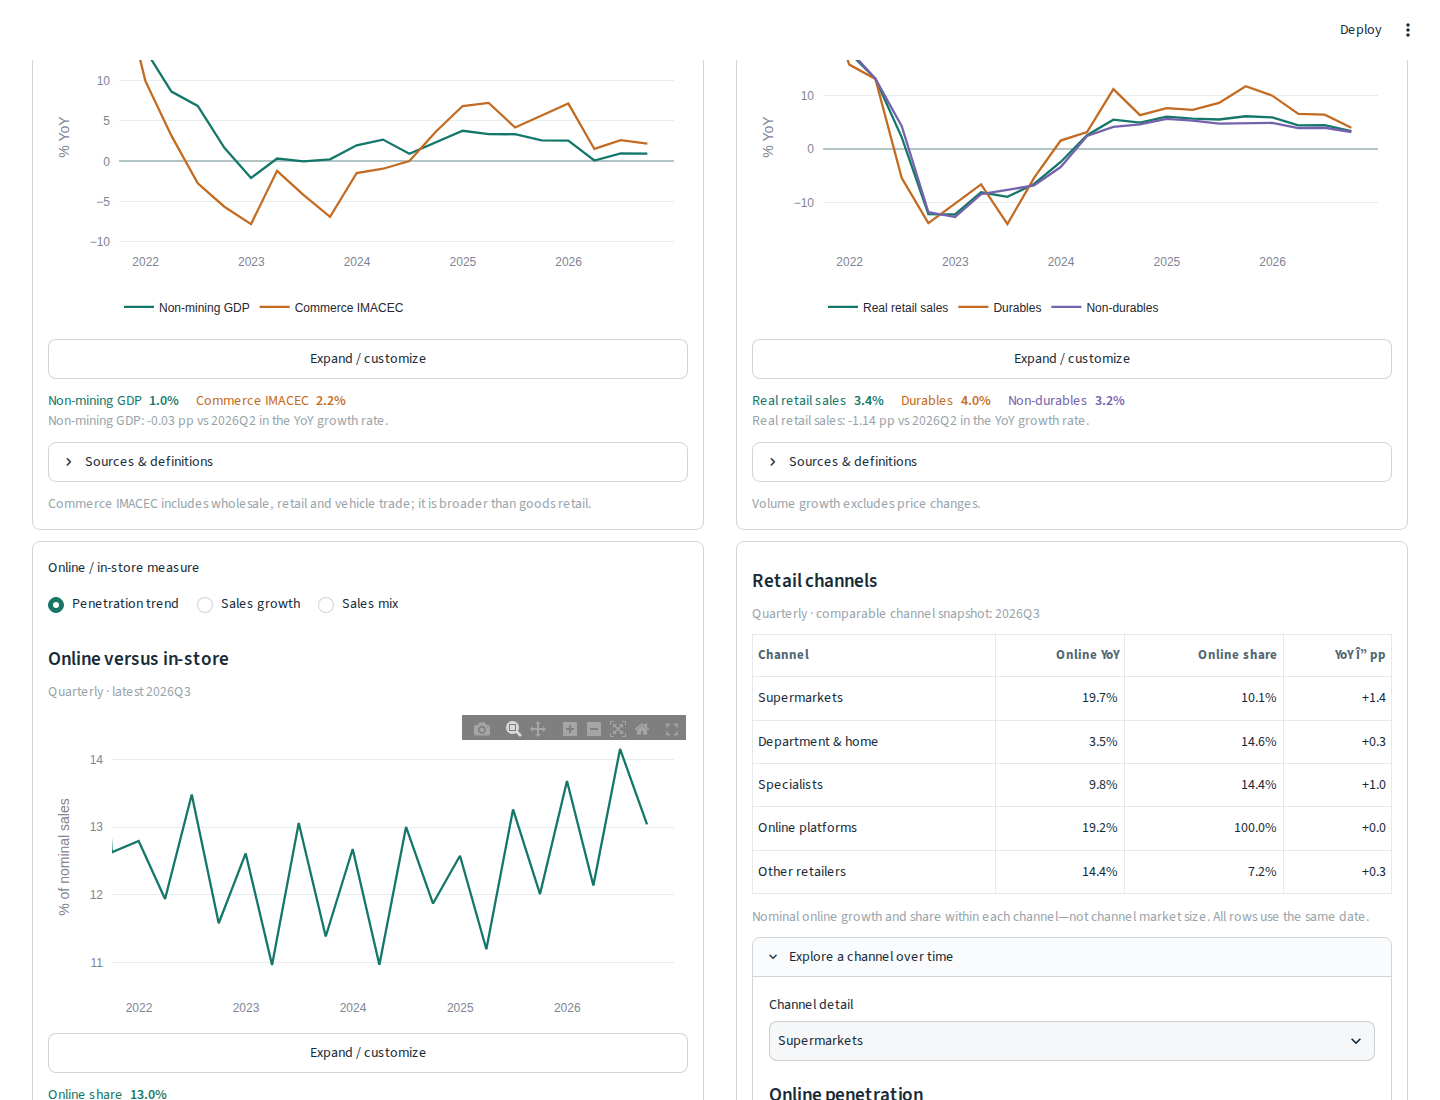 Deploy
10
5
0
−5
−10
% YoY
2022 2023 2024 2025 2026
Non-mining GDP Commerce IMACEC
Expand / customize
Non-mining GDP 1.0% Commerce IMACEC 2.2%
Non-mining GDP: -0.03 pp vs 2026Q2 in the YoY growth rate.
Sources & definitions
Commerce IMACEC includes wholesale, retail and vehicle trade; it is broader than goods retail.
10
0
−10
% YoY
2022 2023 2024 2025 2026
Real retail sales Durables Non-durables
Expand / customize
Real retail sales 3.4% Durables 4.0% Non-durables 3.2%
Real retail sales: -1.14 pp vs 2026Q2 in the YoY growth rate.
Sources & definitions
Volume growth excludes price changes.
Online / in-store measure
Penetration trend Sales growth Sales mix
Online versus in-store
Quarterly · latest 2026Q3
14
13
12
11
% of nominal sales
2022 2023 2024 2025 2026
Expand / customize
Online share 13.0%
Retail channels
Quarterly · comparable channel snapshot: 2026Q3
Channel Online YoY Online share YoY Î” pp
Supermarkets 19.7% 10.1% +1.4
Department & home 3.5% 14.6% +0.3
Specialists 9.8% 14.4% +1.0
Online platforms 19.2% 100.0% +0.0
Other retailers 14.4% 7.2% +0.3
Nominal online growth and share within each channel—not channel market size. All rows use the same date.
Explore a channel over time
Channel detail
Supermarkets
Online penetration